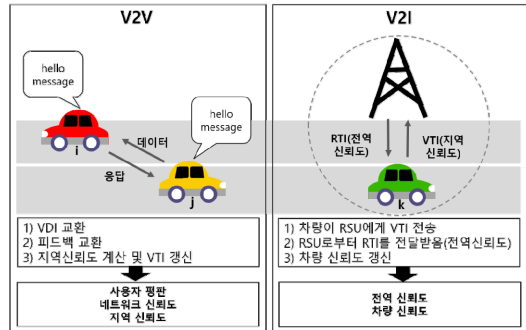 V2V
hello
message
hello
message
데이터
응답
i
j
1) VDI 교환
2) 피드백 교환
3) 지역신뢰도 계산 및 VTI 갱신
사용자 평판
네트워크 신뢰도
지역 신뢰도
V2I
RTI(전역
신뢰도)
VTI(지역
신뢰도)
k
1) 차량이 RSU에게 VTI 전송
2) RSU로부터 RTI를 전달받음(전역신뢰도)
3) 차량 신뢰도 갱신
전역 신뢰도
차량 신뢰도